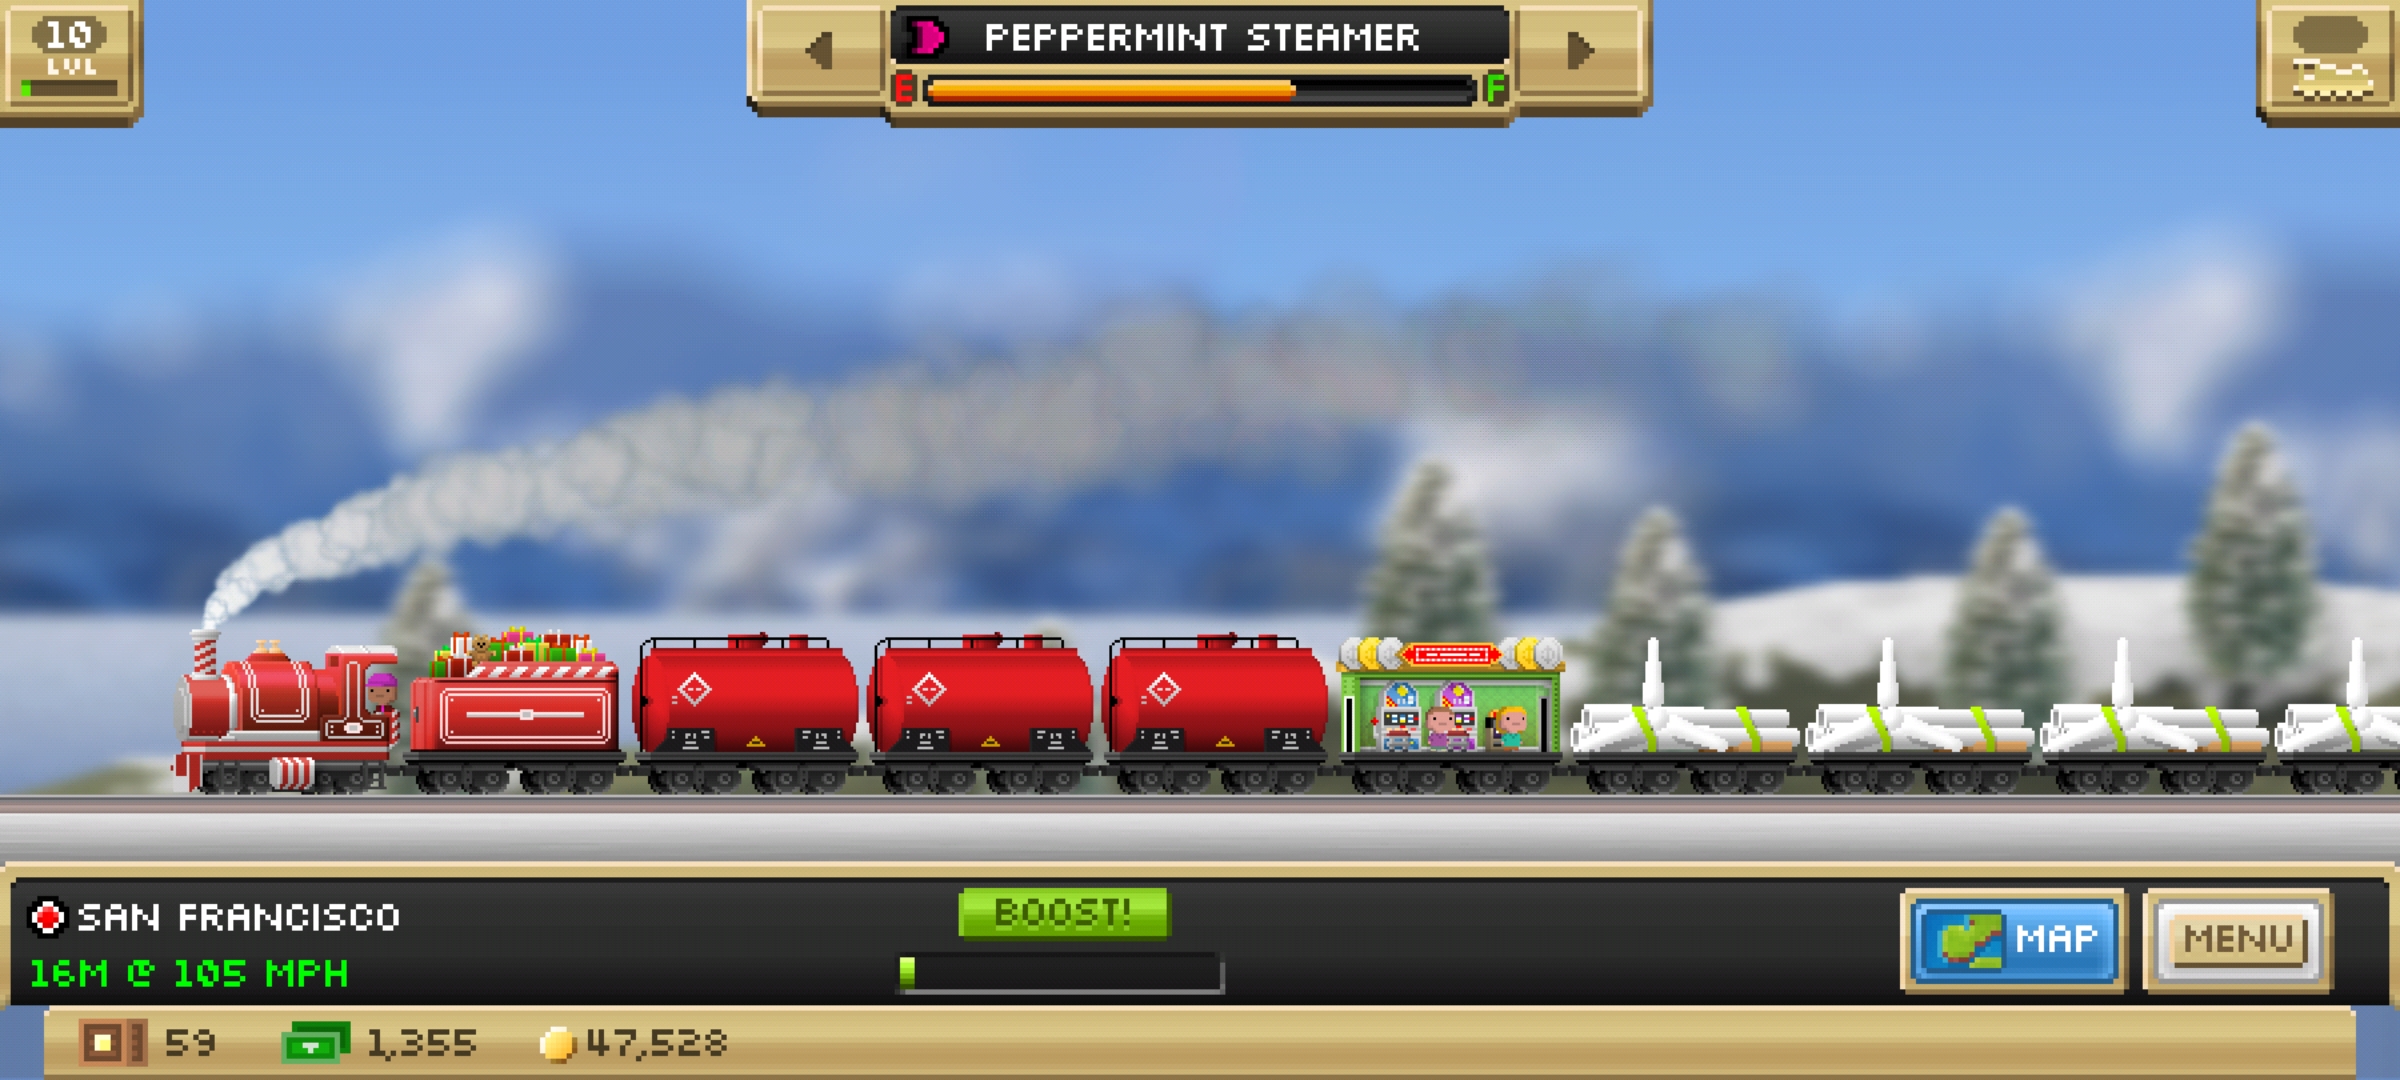 10
LVL
PEPPERMINT STEAMER
E F
SAN FRANCISCO
16M @ 105 MPH
BOOST!
MAP
MENU
59
1,355
47,528